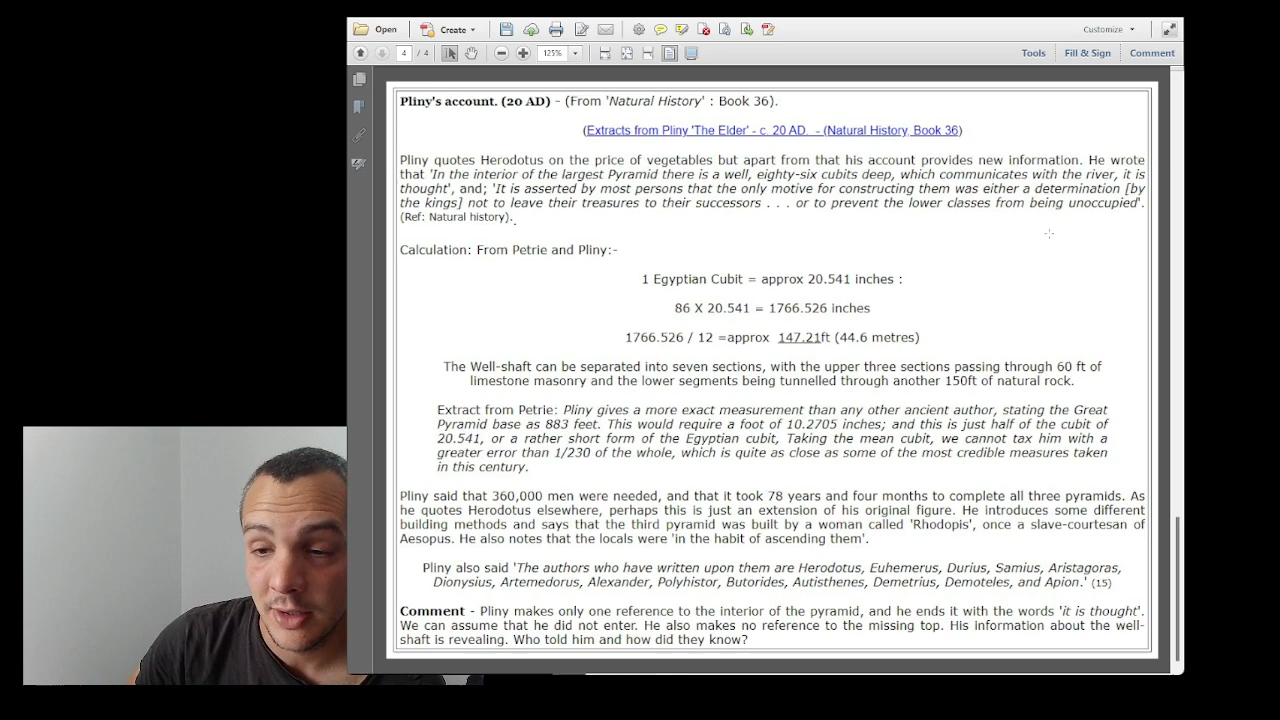 Open
Create
Customize
4 / 4
125%
Tools
Fill & Sign
Comment
Pliny's account. (20 AD) - (From 'Natural History' : Book 36).
(Extracts from Pliny 'The Elder' - c. 20 AD. - (Natural History, Book 36)
Pliny quotes Herodotus on the price of vegetables but apart from that his account provides new information. He wrote
that 'In the interior of the largest Pyramid there is a well, eighty-six cubits deep, which communicates with the river, it is
thought', and; 'It is asserted by most persons that the only motive for constructing them was either a determination [by
the kings] not to leave their treasures to their successors . . . or to prevent the lower classes from being unoccupied'.
(Ref: Natural history).
Calculation: From Petrie and Pliny:-
1 Egyptian Cubit = approx 20.541 inches :
86 X 20.541 = 1766.526 inches
1766.526 / 12 =approx 147.21ft (44.6 metres)
The Well-shaft can be separated into seven sections, with the upper three sections passing through 60 ft of
limestone masonry and the lower segments being tunnelled through another 150ft of natural rock.
Extract from Petrie: Pliny gives a more exact measurement than any other ancient author, stating the Great
Pyramid base as 883 feet. This would require a foot of 10.2705 inches; and this is just half of the cubit of
20.541, or a rather short form of the Egyptian cubit, Taking the mean cubit, we cannot tax him with a
greater error than 1/230 of the whole, which is quite as close as some of the most credible measures taken
in this century.
Pliny said that 360,000 men were needed, and that it took 78 years and four months to complete all three pyramids. As
he quotes Herodotus elsewhere, perhaps this is just an extension of his original figure. He introduces some different
building methods and says that the third pyramid was built by a woman called 'Rhodopis', once a slave-courtesan of
Aesopus. He also notes that the locals were 'in the habit of ascending them'.
Pliny also said 'The authors who have written upon them are Herodotus, Euhemerus, Durius, Samius, Aristagoras,
Dionysius, Artemedorus, Alexander, Polyhistor, Butorides, Autisthenes, Demetrius, Demoteles, and Apion.' (15)
Comment - Pliny makes only one reference to the interior of the pyramid, and he ends it with the words 'it is thought'.
We can assume that he did not enter. He also makes no reference to the missing top. His information about the well-
shaft is revealing. Who told him and how did they know?